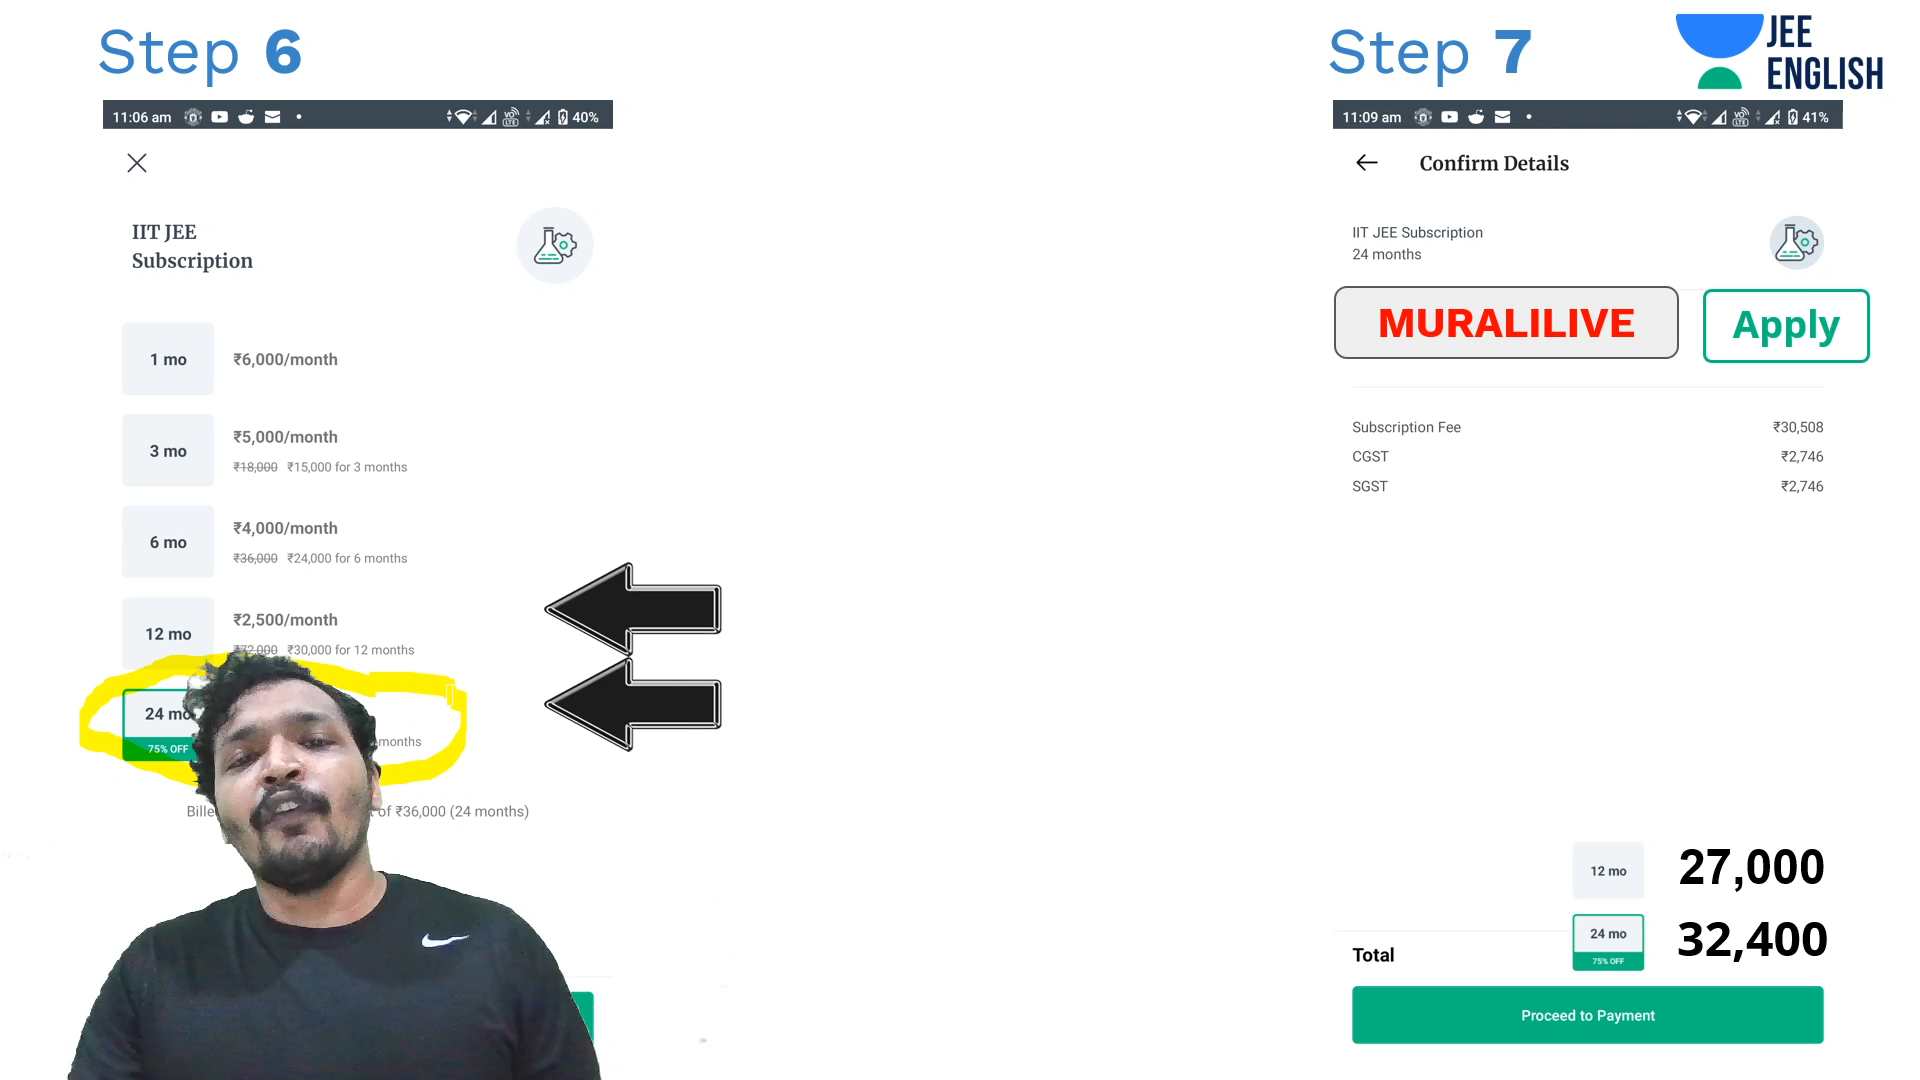 Step 6
11:06 am
40%
IIT JEE
Subscription
1 mo
₹6,000/month
3 mo
₹5,000/month
₹18,000 ₹15,000 for 3 months
6 mo
₹4,000/month
₹36,000 ₹24,000 for 6 months
12 mo
₹2,500/month
₹72,000 ₹30,000 for 12 months
24 mo
75% OFF
months
of ₹36,000 (24 months)
Step 7
JEE
ENGLISH
11:09 am
VO LTE
41%
Confirm Details
IIT JEE Subscription
24 months
MURALILIVE
Apply
Subscription Fee ₹30,508
CGST ₹2,746
SGST ₹2,746
12 mo 27,000
24 mo 32,400
75% OFF
Total
Proceed to Payment